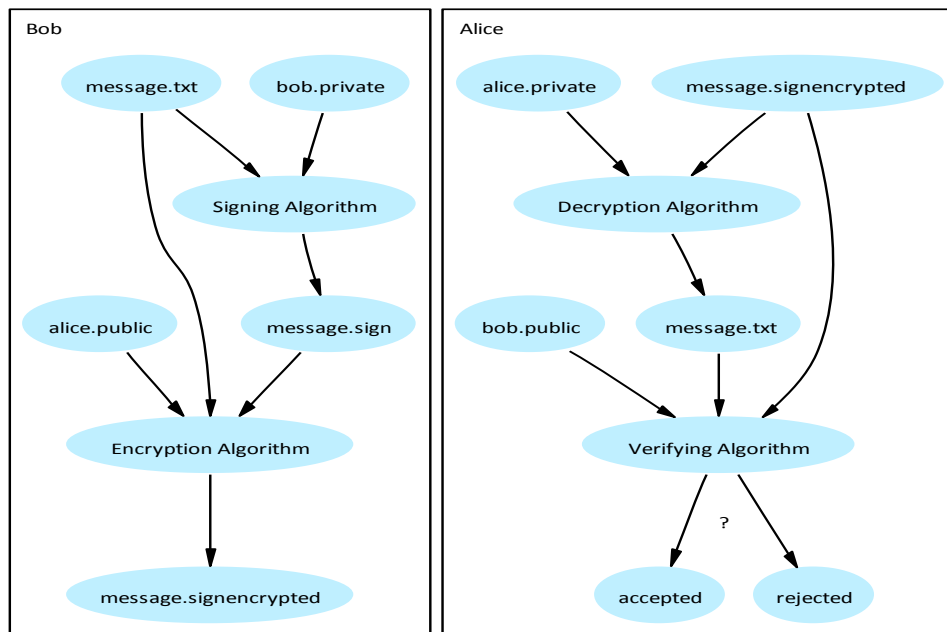 Bob
message.txt
bob.private
Signing Algorithm
alice.public
message.sign
Encryption Algorithm
message.signencrypted
Alice
alice.private
message.signencrypted
Decryption Algorithm
bob.public
message.txt
Verifying Algorithm
?
accepted
rejected